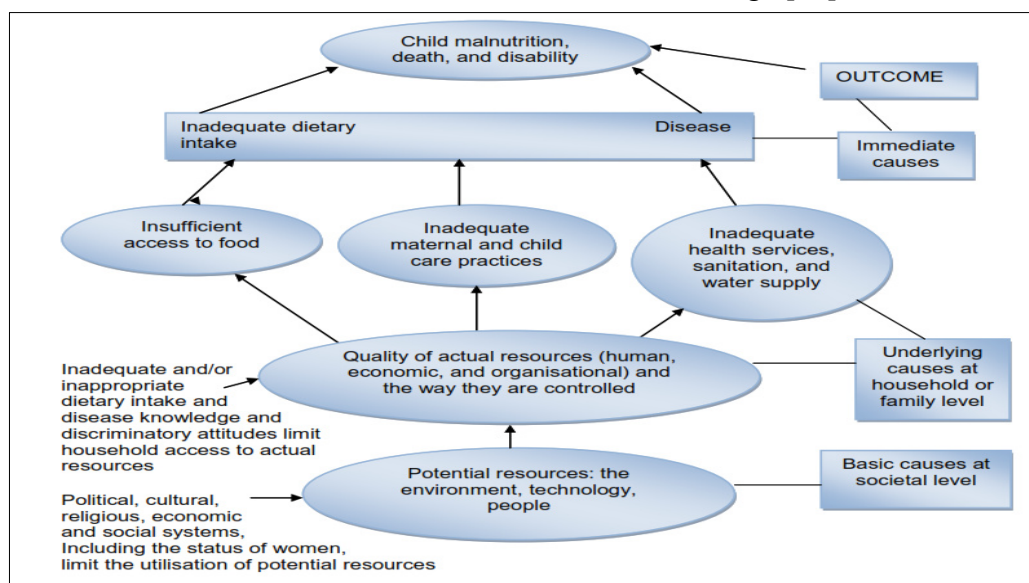 Child malnutrition,
death, and disability
OUTCOME
Inadequate dietary
intake
Disease
Immediate
causes
Insufficient
access to food
Inadequate
maternal and child
care practices
Inadequate
health services,
sanitation, and
water supply
Quality of actual resources (human,
economic, and organisational) and
the way they are controlled
Underlying
causes at
household or
family level
Inadequate and/or
inappropriate
dietary intake and
disease knowledge and
discriminatory attitudes limit
household access to actual
resources
Potential resources: the
environment, technology,
people
Basic causes at
societal level
Political, cultural,
religious, economic
and social systems,
Including the status of women,
limit the utilisation of potential resources